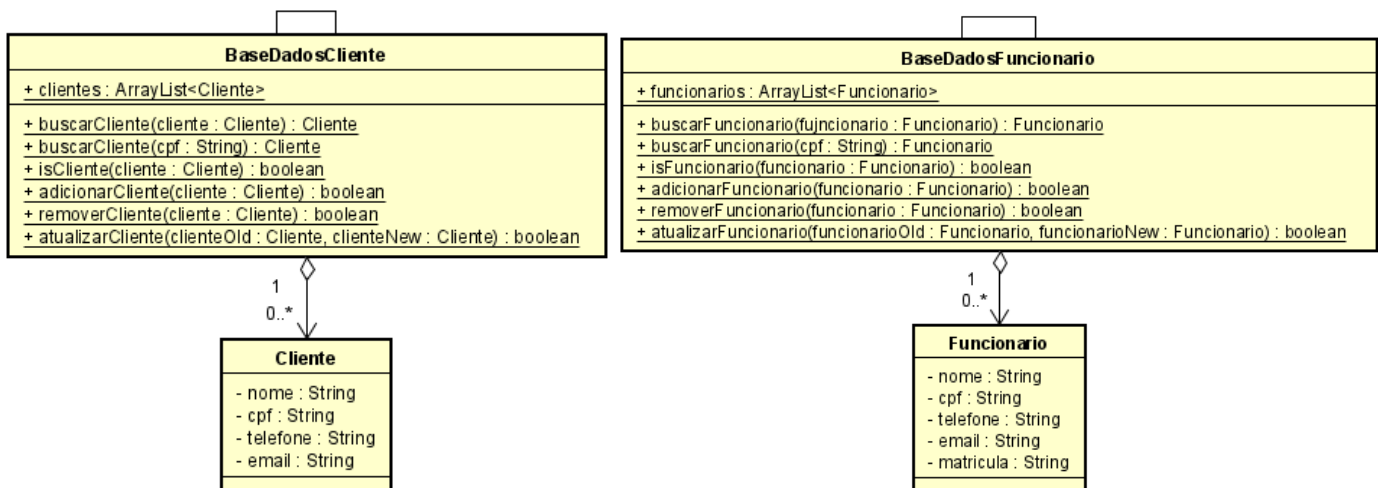 BaseDadosCliente
+ clientes : ArrayList<Cliente>
+ buscarCliente(cliente : Cliente) : Cliente
+ buscarCliente(cpf : String) : Cliente
+ isCliente(cliente : Cliente) : boolean
+ adicionarCliente(cliente : Cliente) : boolean
+ removerCliente(cliente : Cliente) : boolean
+ atualizarCliente(clienteOld : Cliente, clienteNew : Cliente) : boolean
1
0..*
Cliente
- nome : String
- cpf : String
- telefone : String
- email : String
BaseDadosFuncionario
+ funcionarios : ArrayList<Funcionario>
+ buscarFuncionario(fujncionario : Funcionario) : Funcionario
+ buscarFuncionario(cpf : String) : Funcionario
+ isFuncionario(funcionario : Funcionario) : boolean
+ adicionarFuncionario(funcionario : Funcionario) : boolean
+ removerFuncionario(funcionario : Funcionario) : boolean
+ atualizarFuncionario(funcionarioOld : Funcionario, funcionarioNew : Funcionario) : boolean
1
0..*
Funcionario
- nome : String
- cpf : String
- telefone : String
- email : String
- matricula : String